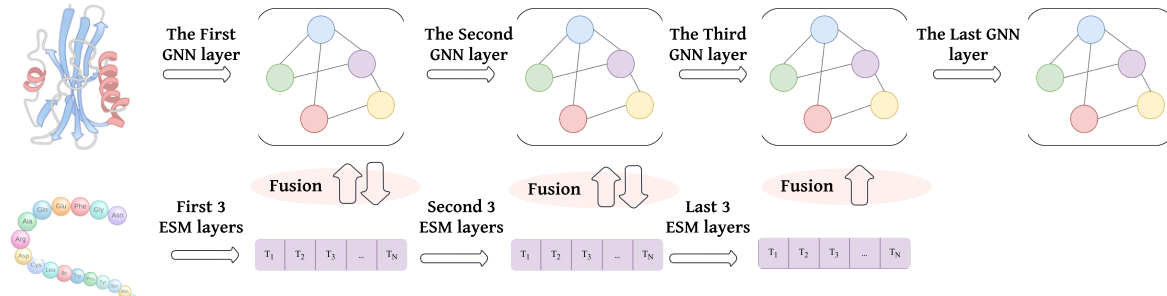 The First
GNN layer
The Second
GNN layer
The Third
GNN layer
The Last GNN
layer
Fusion
Fusion
Fusion
First 3
ESM layers
Second 3
ESM layers
Last 3
ESM layers
T1 T2 T3 ... TN
T1 T2 T3 ... TN
T1 T2 T3 ... TN
Gln Glu Phe Gly Asn
Ala
Arg
Asp
Cys Leu Ile